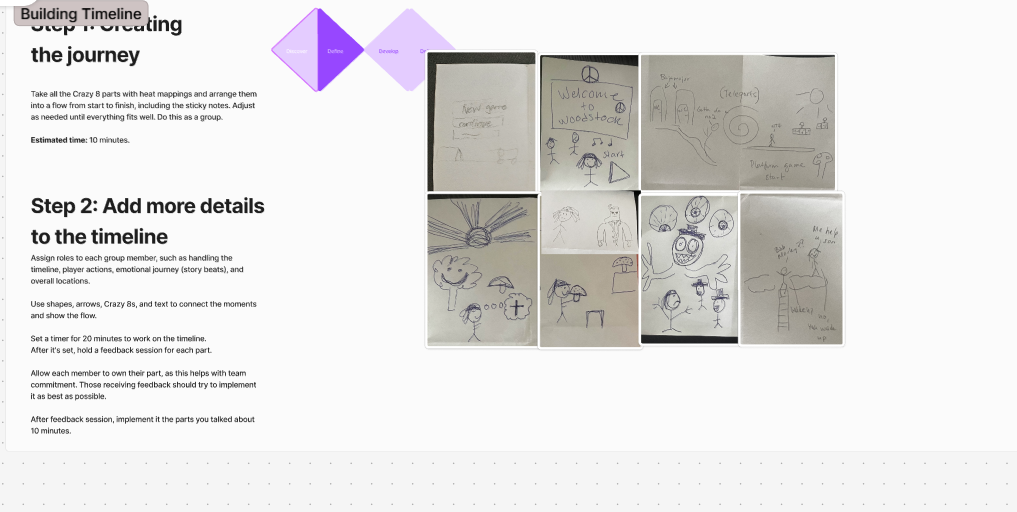 Building Timeline
Step 1: Creating
the journey
Take all the Crazy 8 parts with heat mappings and arrange them
into a flow from start to finish, including the sticky notes. Adjust
as needed until everything fits well. Do this as a group.
Estimated time: 10 minutes.
Step 2: Add more details
to the timeline
Assign roles to each group member, such as handling the
timeline, player actions, emotional journey (story beats), and
overall locations.
Use shapes, arrows, Crazy 8s, and text to connect the moments
and show the flow.
Set a timer for 20 minutes to work on the timeline.
After it's set, hold a feedback session for each part.
Allow each member to own their part, as this helps with team
commitment. Those receiving feedback should try to implement
it as best as possible.
After feedback session, implement it the parts you talked about
10 minutes.
Discover
Define
Develop
New game
continue
Welcome
to
woodstock
Start
(Teleports)
Platform game
start
Bob
Marley
Me help
u, son